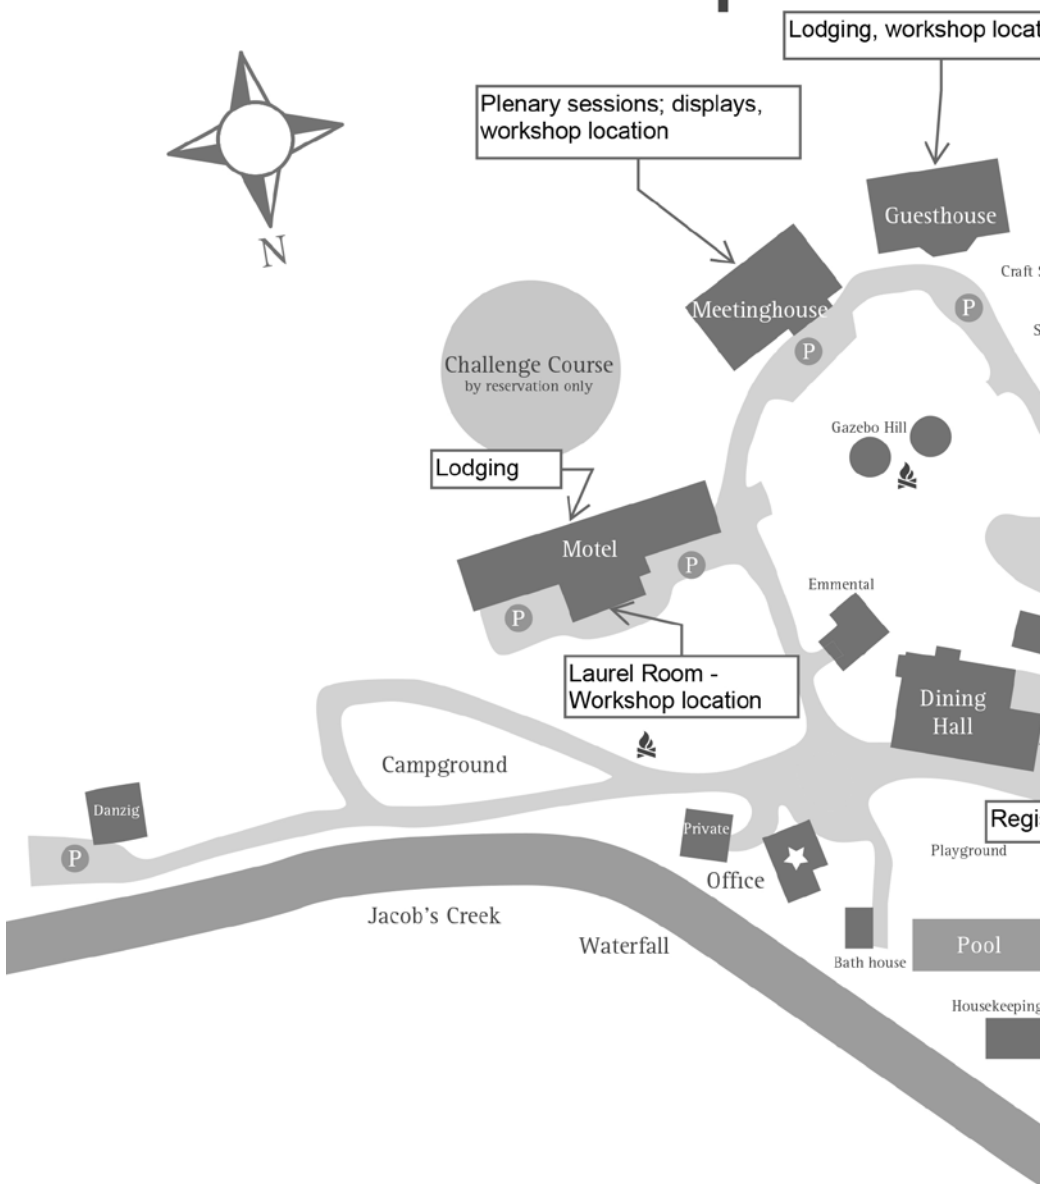 Lodging, workshop
Plenary sessions; displays,
workshop location
Guesthouse
N
Craft
Meetinghouse
P
P
Challenge Course
by reservation only
Gazebo Hill
Lodging
Motel
P
P
Emmental
Laurel Room -
Workshop location
Dining
Hall
Campground
Danzig
P
Private
Playground
Office
Jacob's Creek
Waterfall
Pool
Bath house
Housekeeping